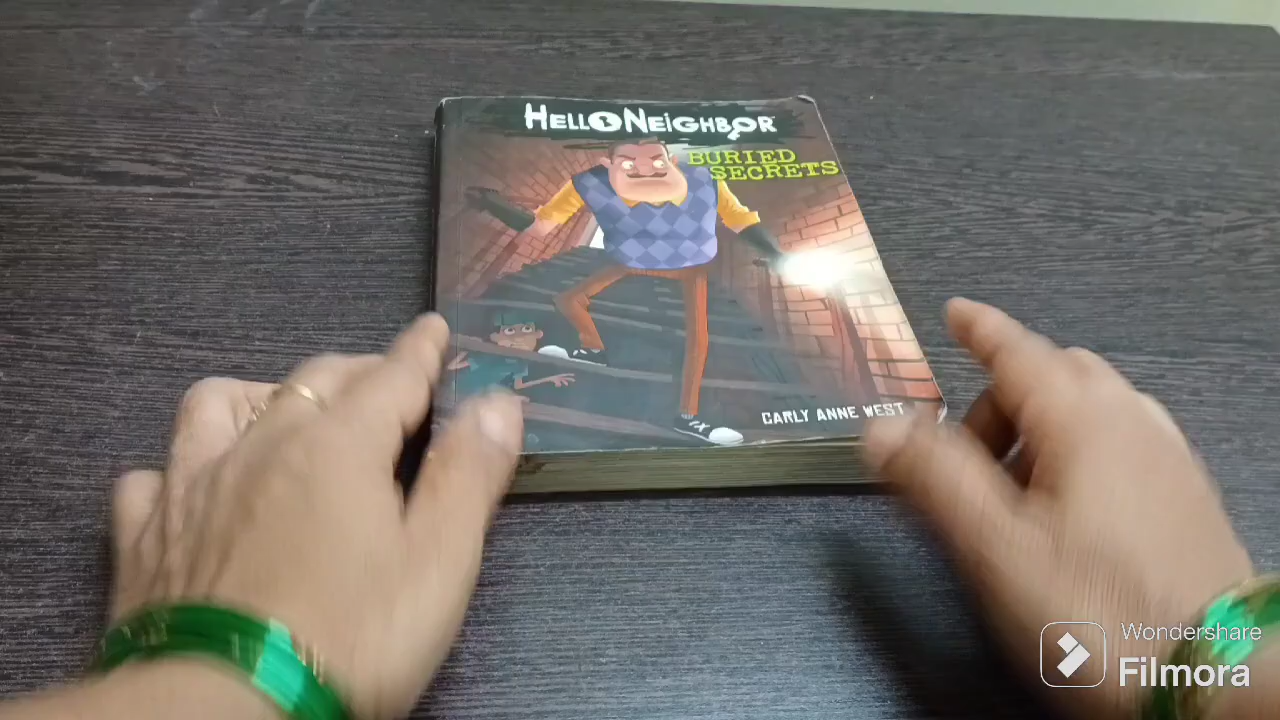 HELLO NEIGHBOR
BURIED
SECRETS
CARLY ANNE WEST
Wondershare
Filmora